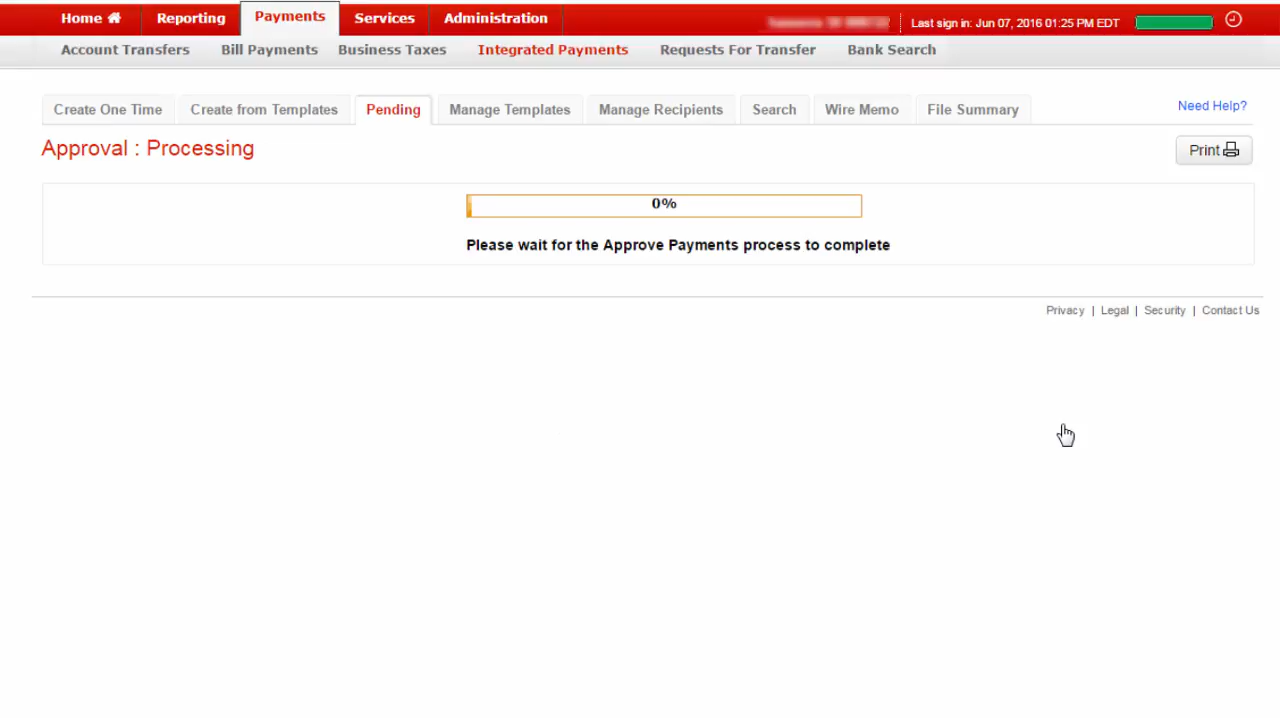 Home Reporting Payments Services Administration Last sign in: Jun 07, 2016 01:25 PM EDT
Account Transfers Bill Payments Business Taxes Integrated Payments Requests For Transfer Bank Search
Create One Time Create from Templates Pending Manage Templates Manage Recipients Search Wire Memo File Summary Need Help?
Approval : Processing Print
0%
Please wait for the Approve Payments process to complete
Privacy | Legal | Security | Contact Us